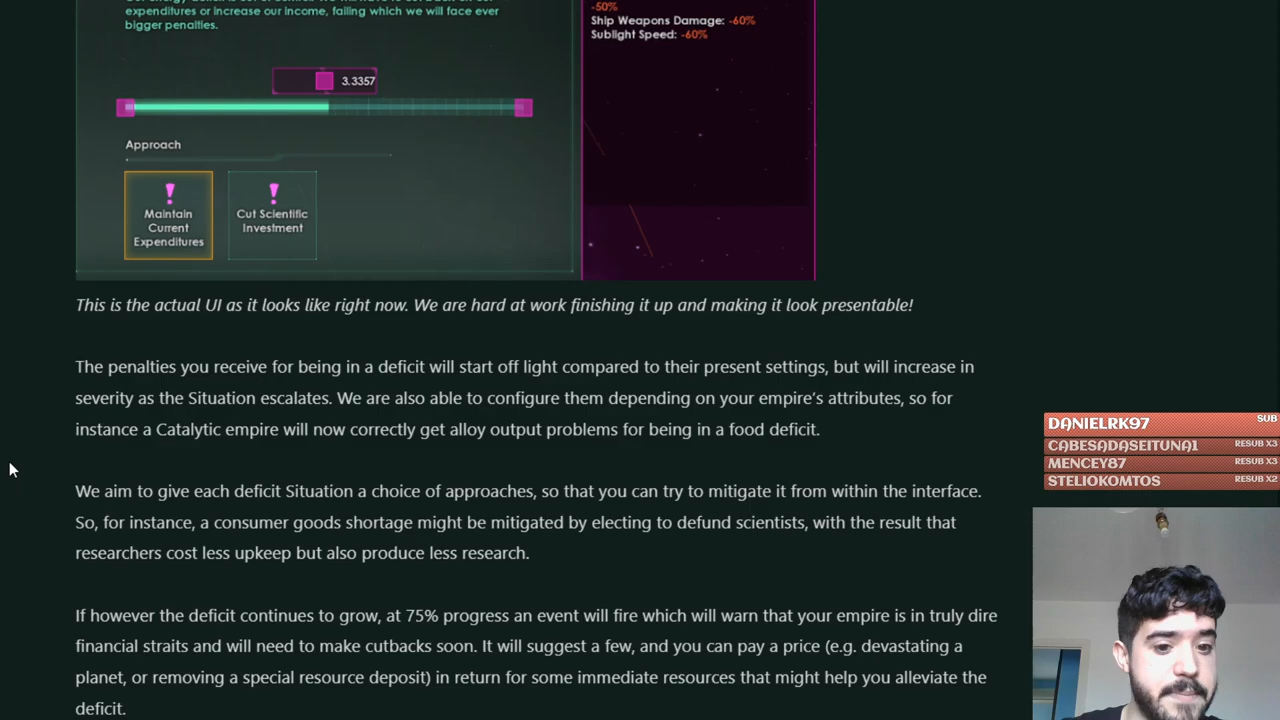 -50%
expenditures or increase our income, failing which we will face ever
bigger penalties.
Ship Weapons Damage: -60%
Sublight Speed: -60%
3.3357
Approach
Maintain
Current
Expenditures
Cut Scientific
Investment
This is the actual UI as it looks like right now. We are hard at work finishing it up and making it look presentable!
The penalties you receive for being in a deficit will start off light compared to their present settings, but will increase in
severity as the Situation escalates. We are also able to configure them depending on your empire's attributes, so for
instance a Catalytic empire will now correctly get alloy output problems for being in a food deficit.
We aim to give each deficit Situation a choice of approaches, so that you can try to mitigate it from within the interface.
So, for instance, a consumer goods shortage might be mitigated by electing to defund scientists, with the result that
researchers cost less upkeep but also produce less research.
If however the deficit continues to grow, at 75% progress an event will fire which will warn that your empire is in truly dire
financial straits and will need to make cutbacks soon. It will suggest a few, and you can pay a price (e.g. devastating a
planet, or removing a special resource deposit) in return for some immediate resources that might help you alleviate the
deficit.
DANIELRK97 SUB
CABESADASEITUNA1 RESUB X3
MENCEY87 RESUB X3
STELIOKOMTOS RESUB X2